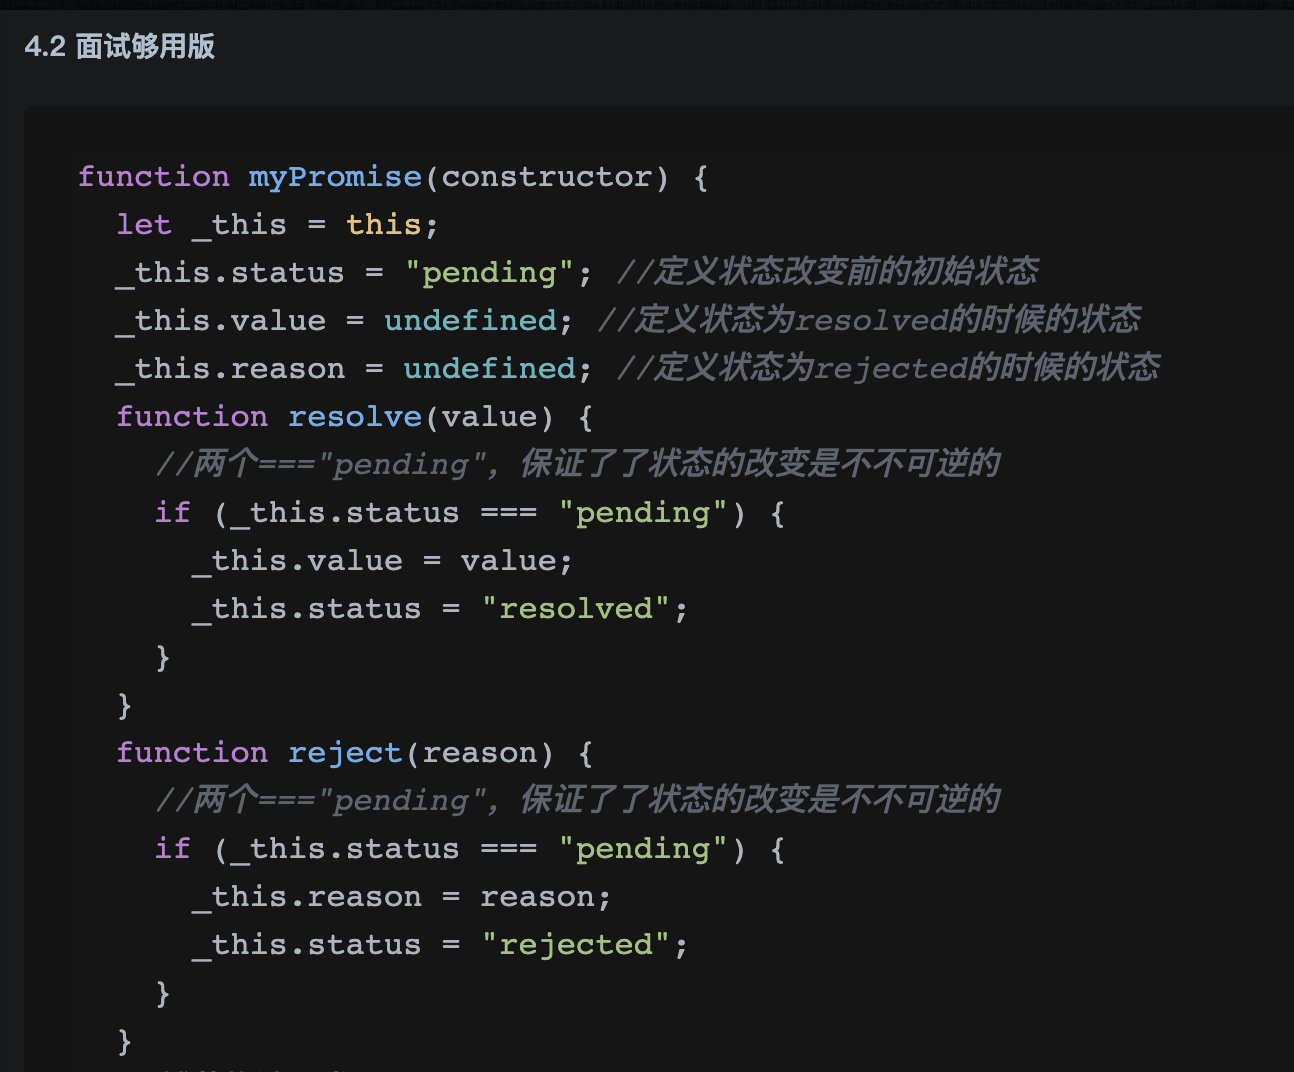 4.2 面试够用版
function myPromise(constructor) {
  let _this = this;
  _this.status = "pending"; //定义状态改变前的初始状态
  _this.value = undefined; //定义状态为resolved的时候的状态
  _this.reason = undefined; //定义状态为rejected的时候的状态
  function resolve(value) {
    //两个==="pending"，保证了了状态的改变是不不可逆的
    if (_this.status === "pending") {
      _this.value = value;
      _this.status = "resolved";
    }
  }
  function reject(reason) {
    //两个==="pending"，保证了了状态的改变是不不可逆的
    if (_this.status === "pending") {
      _this.reason = reason;
      _this.status = "rejected";
    }
  }